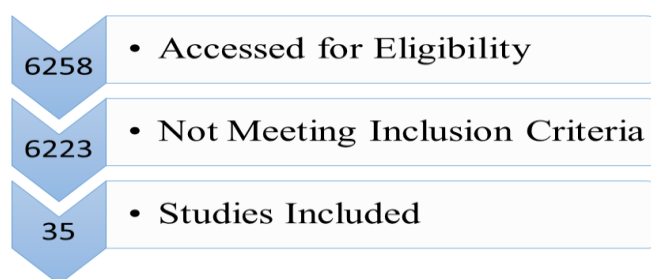 6258
• Accessed for Eligibility
6223
• Not Meeting Inclusion Criteria
35
• Studies Included